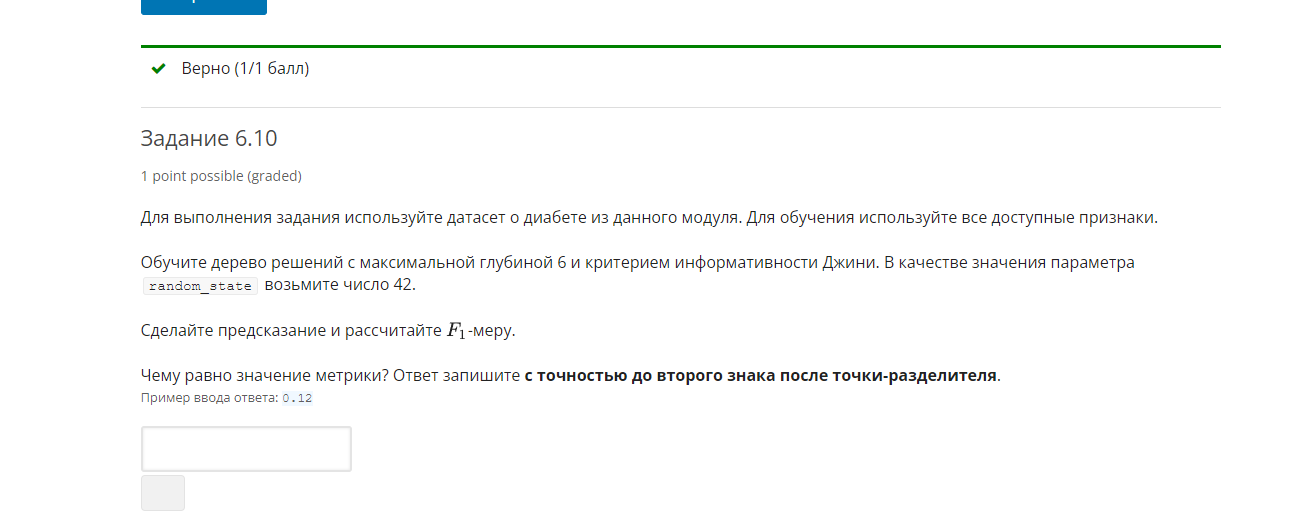 Верно (1/1 балл)
Задание 6.10
1 point possible (graded)
Для выполнения задания используйте датасет о диабете из данного модуля. Для обучения используйте все доступные признаки.
Обучите дерево решений с максимальной глубиной 6 и критерием информативности Джини. В качестве значения параметра
random_state возьмите число 42.
Сделайте предсказание и рассчитайте F1-меру.
Чему равно значение метрики? Ответ запишите с точностью до второго знака после точки-разделителя.
Пример ввода ответа: 0.12